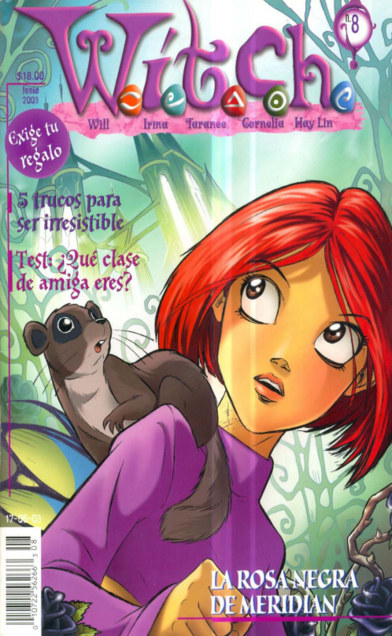 n. 8
Witch
$18.00
Junio
2003
Will Irma Taranee Cornelia Hay Lin
Exige tu
regalo
5 trucos para
ser irresistible
Test: ¿Qué clase
de amiga eres?
LA ROSA NEGRA
DE MERIDIAN